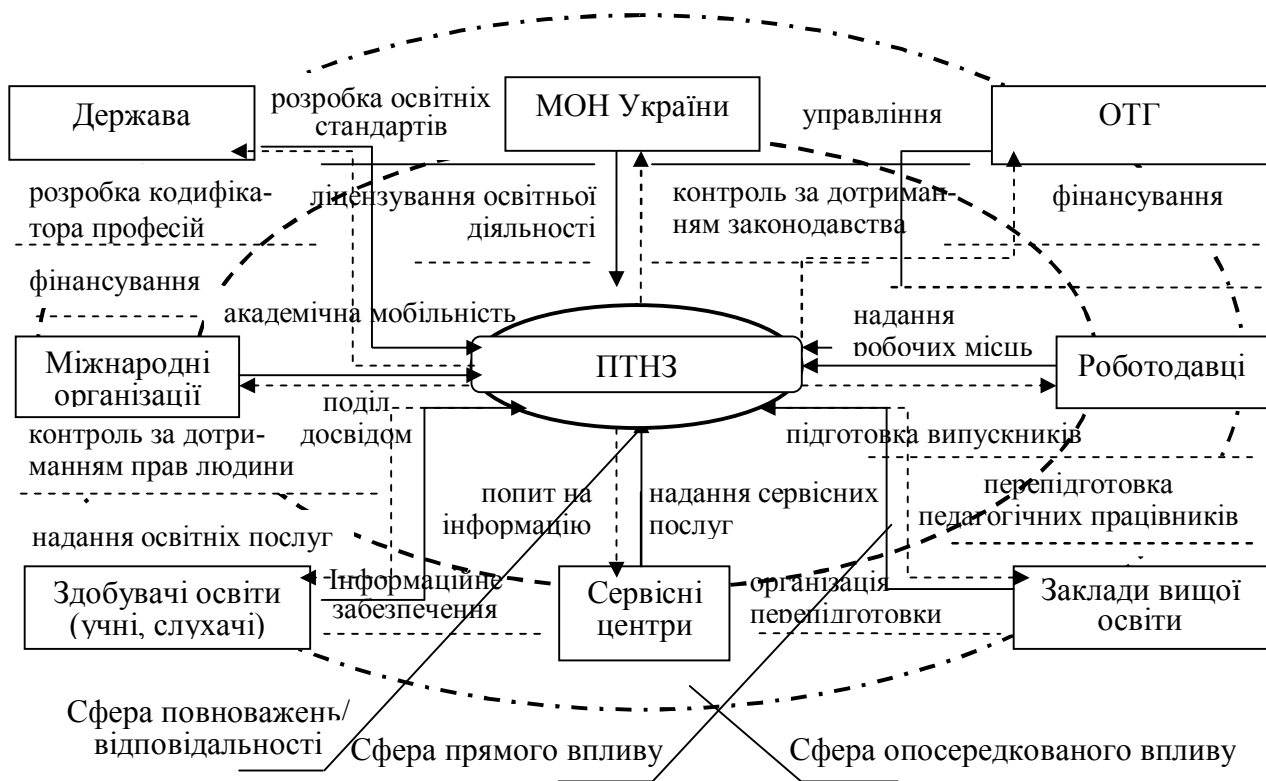 Держава
розробка освітніх
стандартів
МОН України
управління
ОТГ
розробка кодифіка-
тора професій
ліцензування освітньої
діяльності
контроль за дотриман-
ням законодавства
фінансування
фінансування
академічна мобільність
надання
робочих місць
Міжнародні
організації
ПТНЗ
Роботодавці
поділ
досвідом
підготовка випускників
контроль за дотри-
манням прав людини
попит на
інформацію
надання сервісних
послуг
перепідготовка
педагогічних працівників
надання освітніх послуг
Здобувачі освіти
(учні, слухачі)
Інформаційне
забезпечення
Сервісні
центри
організація
перепідготовки
Заклади вищої
освіти
Сфера повноважень/
відповідальності
Сфера прямого впливу
Сфера опосередкованого впливу